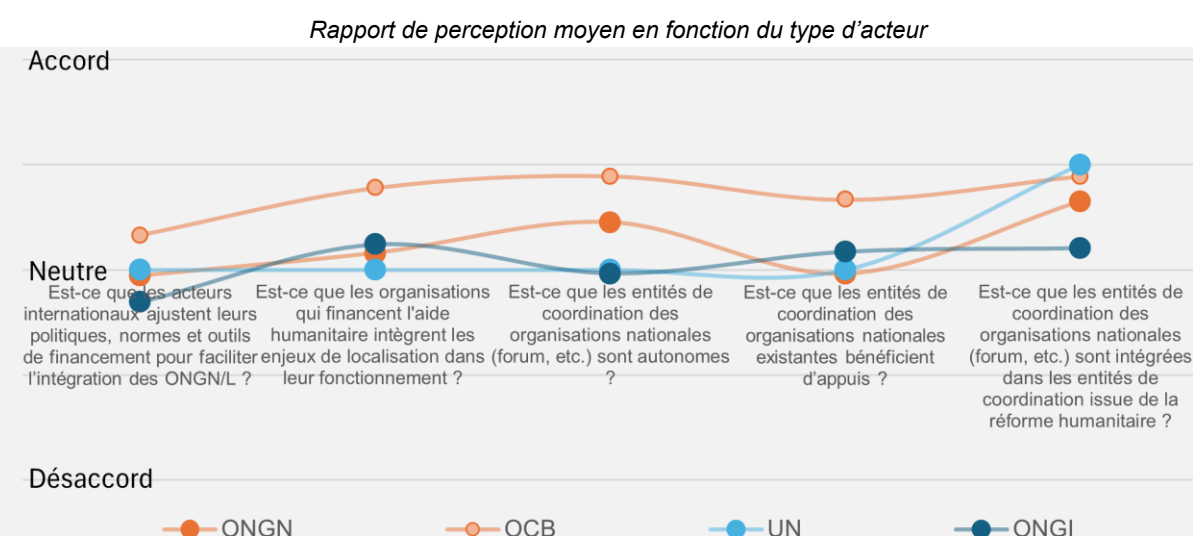 Rapport de perception moyen en fonction du type d'acteur
Accord
Neutre
Est-ce que les acteurs
internationaux ajustent leurs
politiques, normes et outils
de financement pour faciliter
l'intégration des ONGN/L ?
Est-ce que les organisations
qui financent l'aide
humanitaire intègrent les
enjeux de localisation dans
leur fonctionnement ?
Est-ce que les entités de
coordination des
organisations nationales
(forum, etc.) sont autonomes
?
Est-ce que les entités de
coordination des
organisations nationales
existantes bénéficient
d'appuis ?
Est-ce que les entités de
coordination des
organisations nationales
(forum, etc.) sont intégrées
dans les entités de
coordination issue de la
réforme humanitaire ?
Désaccord
ONGN
OCB
UN
ONGI